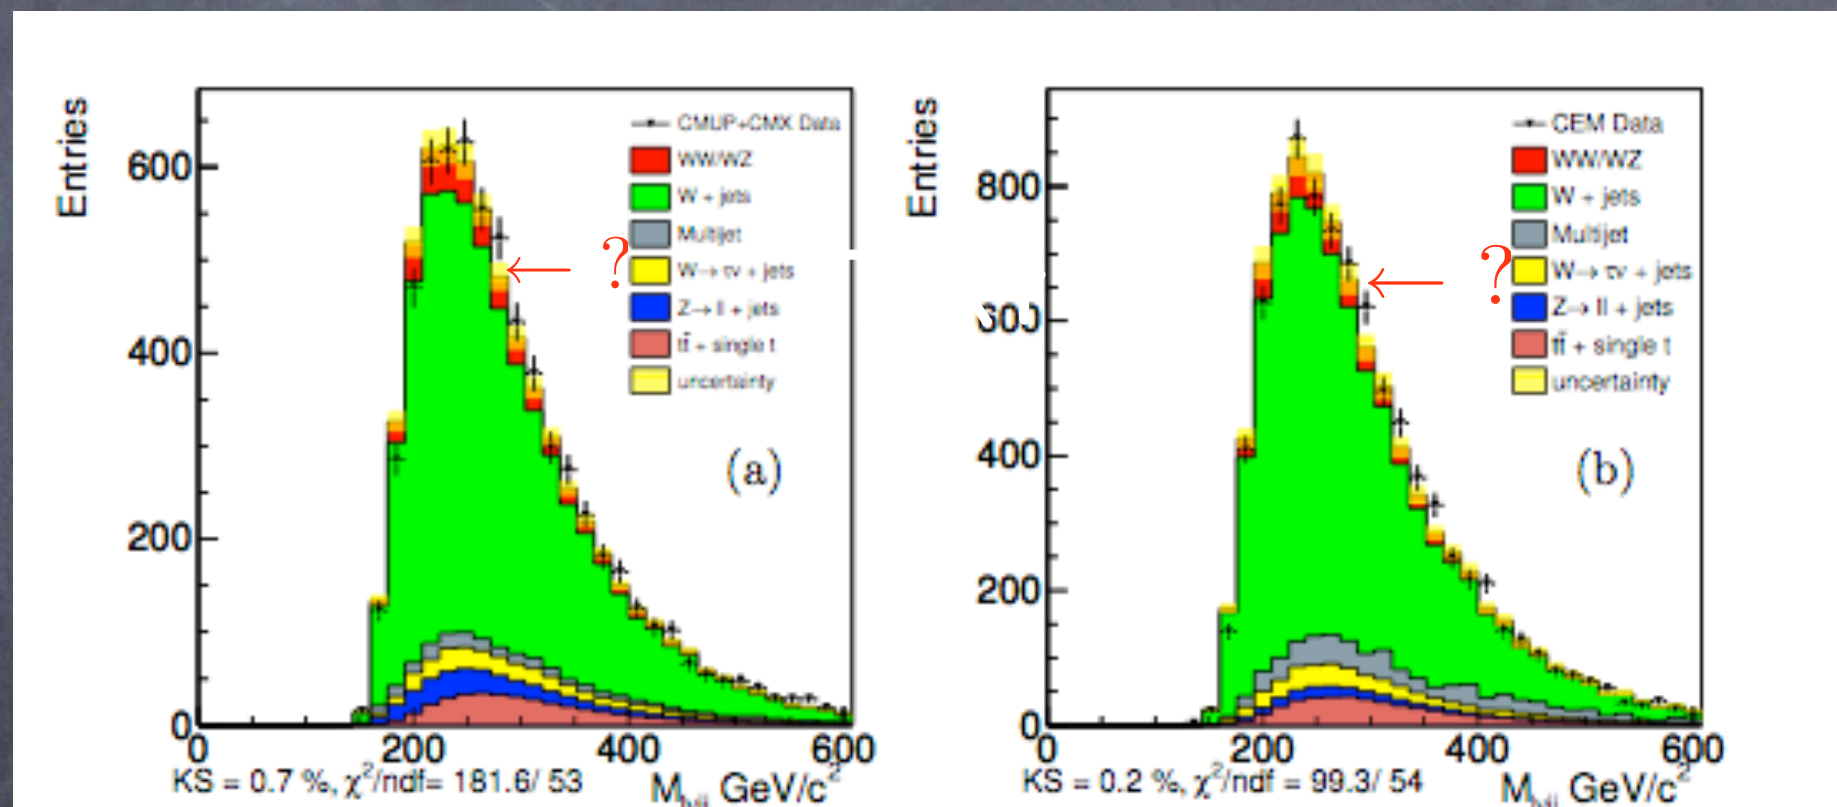 Entries
600
400
200
0
0
200
400
600
CMUP+CMX Data
WW/WZ
W + jets
Multijet
W→ τν + jets
Z→ ll + jets
tt̄ + single t
uncertainty
?
(a)
KS = 0.7 %, χ²/ndf= 181.6/ 53
GeV/c²
Entries
800
600
400
200
0
0
200
400
600
CEM Data
WW/WZ
W + jets
Multijet
W→ τν + jets
Z→ ll + jets
tt̄ + single t
uncertainty
?
(b)
KS = 0.2 %, χ²/ndf = 99.3/ 54
GeV/c²